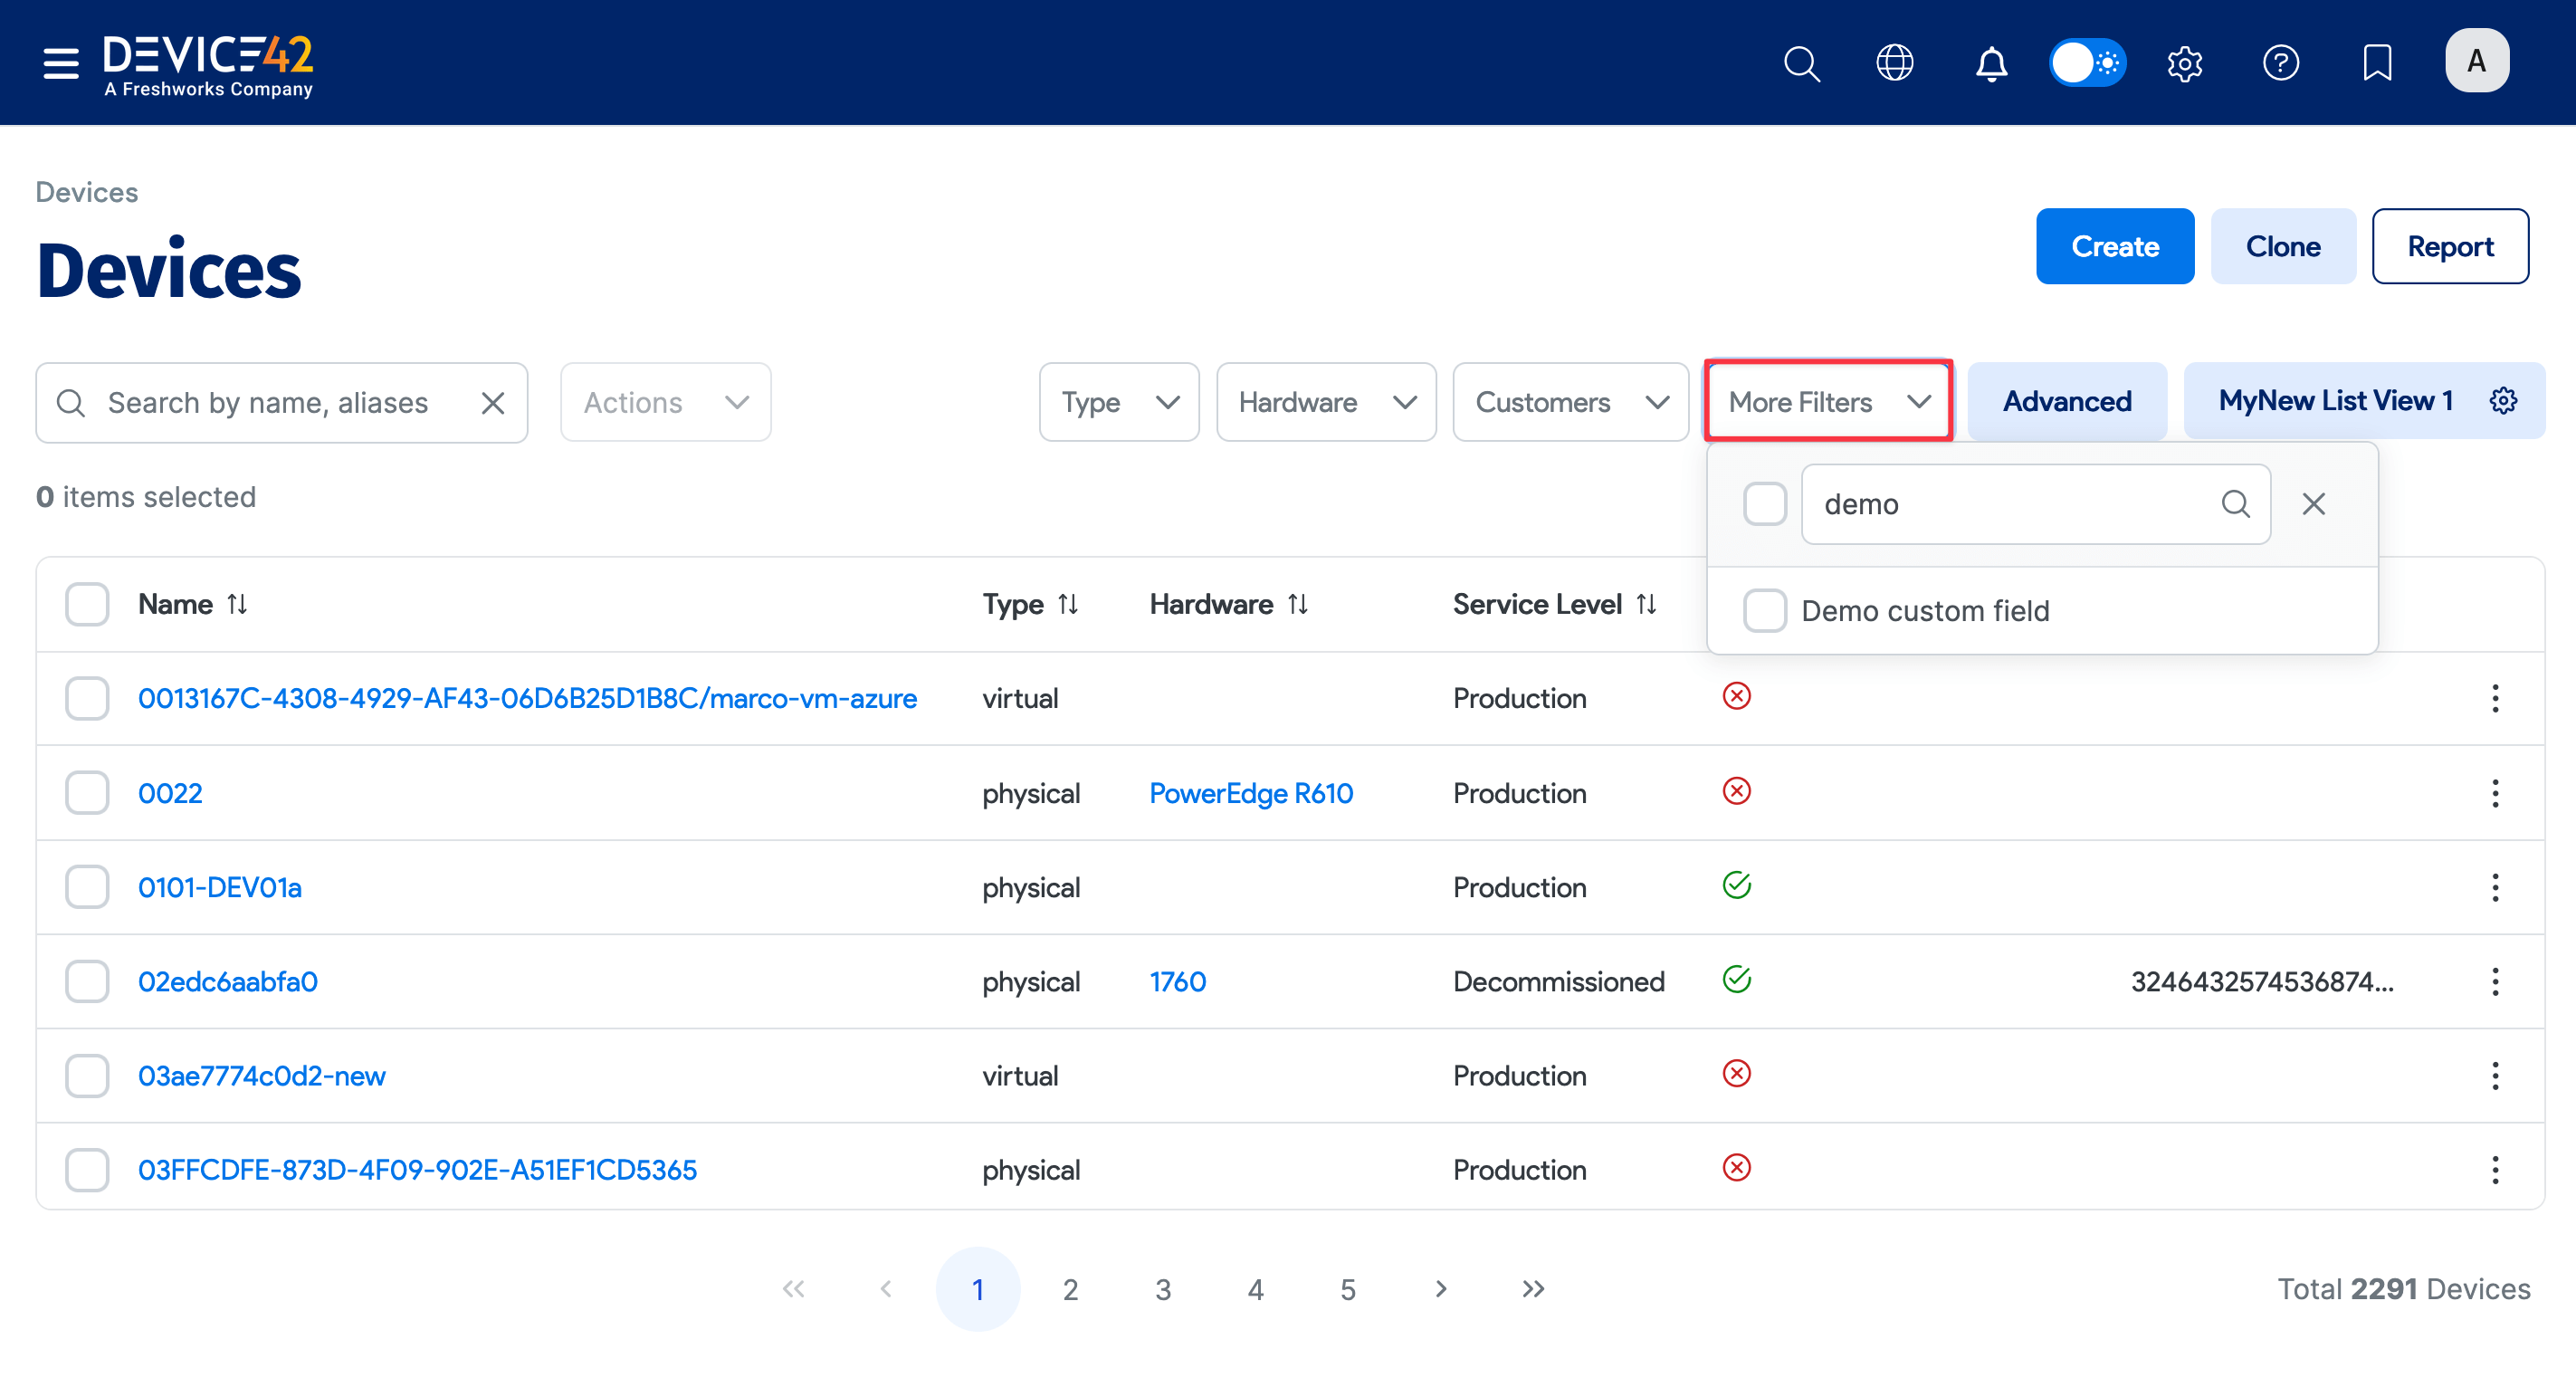 DEVICE42
A Freshworks Company
A
Devices
Devices
Create
Clone
Report
Search by name, aliases
Actions
Type
Hardware
Customers
More Filters
Advanced
MyNew List View 1
demo
Demo custom field
0 items selected
Name Type Hardware Service Level
0013167C-4308-4929-AF43-06D6B25D1B8C/marco-vm-azure virtual Production
0022 physical PowerEdge R610 Production
0101-DEV01a physical Production
02edc6aabfa0 physical 1760 Decommissioned 3246432574536874...
03ae7774c0d2-new virtual Production
03FFCDFE-873D-4F09-902E-A51EF1CD5365 physical Production
1 2 3 4 5
Total 2291 Devices